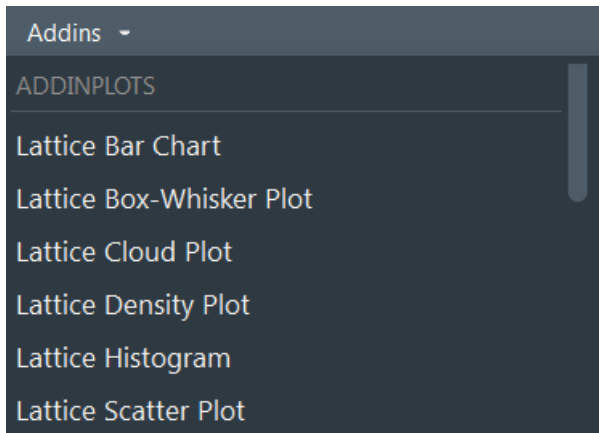 Addins
ADDINPLOTS
Lattice Bar Chart
Lattice Box-Whisker Plot
Lattice Cloud Plot
Lattice Density Plot
Lattice Histogram
Lattice Scatter Plot